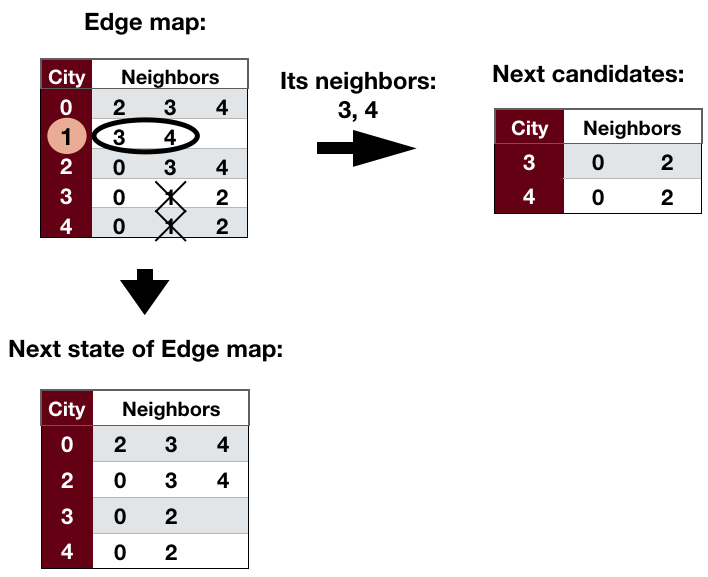 Edge map:
City Neighbors
0 2 3 4
1 3 4
2 0 3 4
3 0 1 2
4 0 1 2
Its neighbors:
3, 4
Next candidates:
City Neighbors
3 0 2
4 0 2
Next state of Edge map:
City Neighbors
0 2 3 4
2 0 3 4
3 0 2
4 0 2